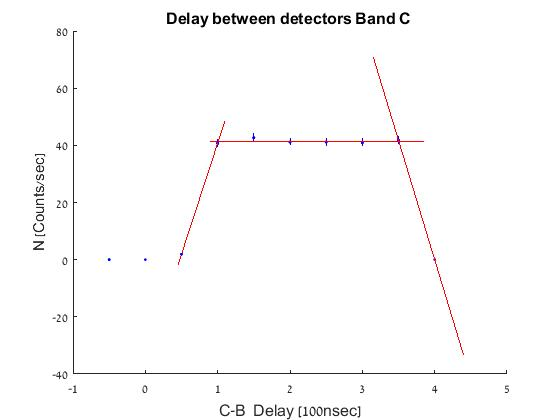 Delay between detectors Band C
80
60
40
20
0
-20
-40
N [Counts/sec]
-1 0 1 2 3 4 5
C-B Delay [100nsec]